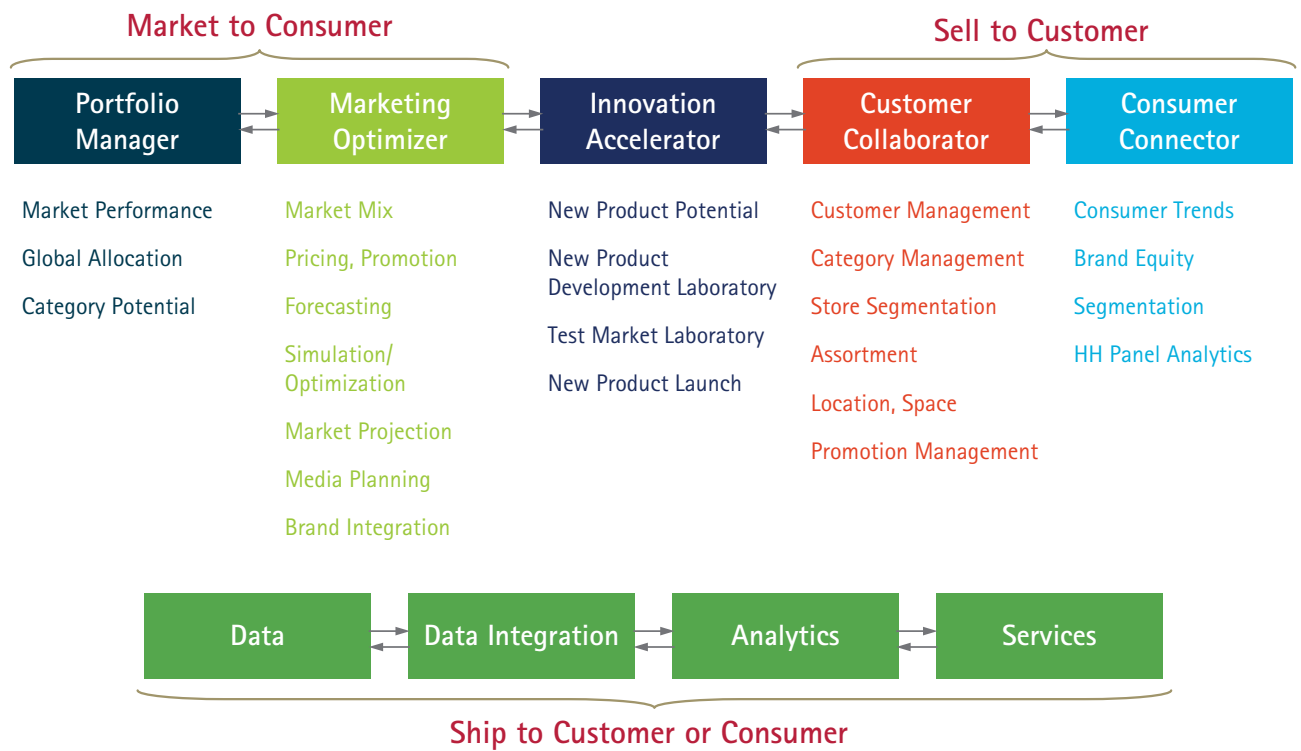 Market to Consumer
Sell to Customer
Portfolio
Manager
Marketing
Optimizer
Innovation
Accelerator
Customer
Collaborator
Consumer
Connector
Market Performance
Global Allocation
Category Potential
Market Mix
Pricing, Promotion
Forecasting
Simulation/
Optimization
Market Projection
Media Planning
Brand Integration
New Product Potential
New Product
Development Laboratory
Test Market Laboratory
New Product Launch
Customer Management
Category Management
Store Segmentation
Assortment
Location, Space
Promotion Management
Consumer Trends
Brand Equity
Segmentation
HH Panel Analytics
Data
Data Integration
Analytics
Services
Ship to Customer or Consumer